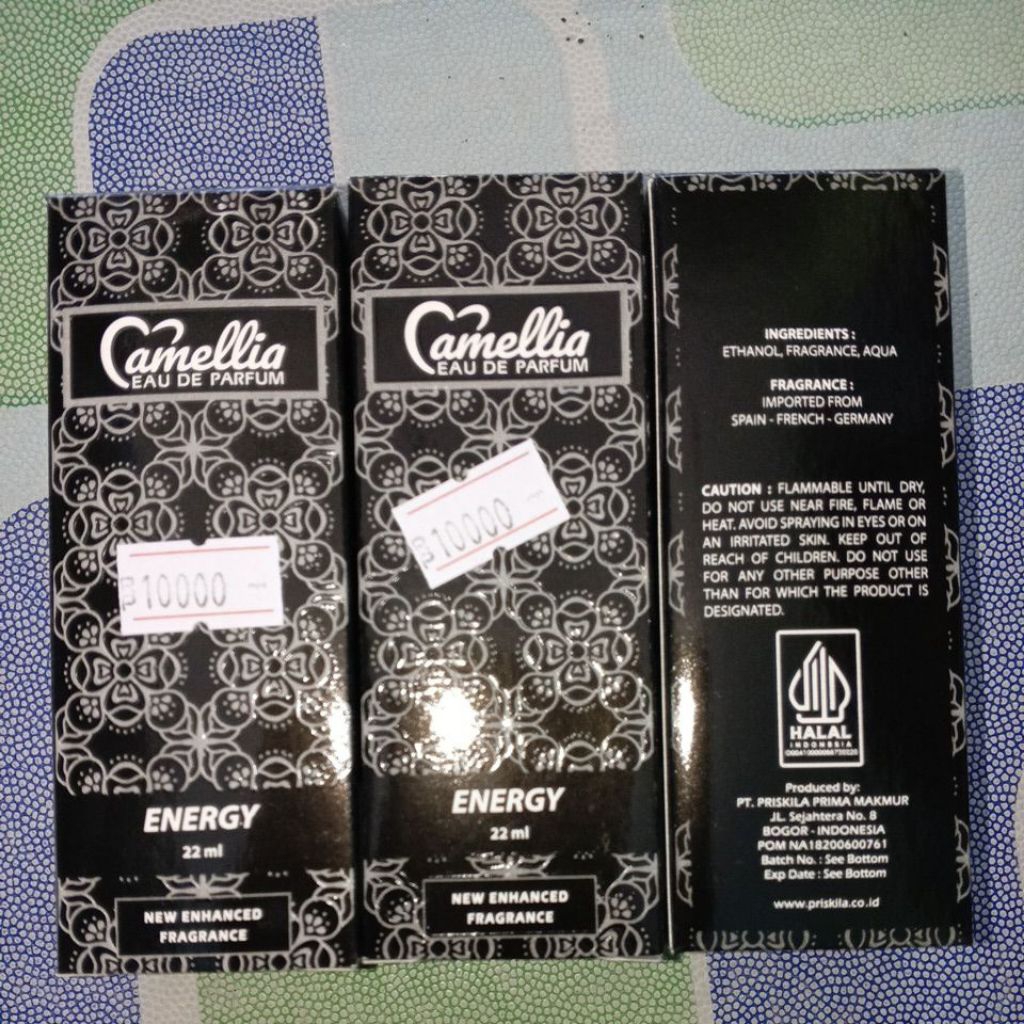 Camellia
EAU DE PARFUM
10000
ENERGY
22 ml
NEW ENHANCED
FRAGRANCE
Camellia
EAU DE PARFUM
10000
ENERGY
22 ml
NEW ENHANCED
FRAGRANCE
INGREDIENTS :
ETHANOL, FRAGRANCE, AQUA
FRAGRANCE :
IMPORTED FROM
SPAIN - FRENCH - GERMANY
CAUTION : FLAMMABLE UNTIL DRY,
DO NOT USE NEAR FIRE, FLAME OR
HEAT. AVOID SPRAYING IN EYES OR ON
AN IRRITATED SKIN. KEEP OUT OF
REACH OF CHILDREN. DO NOT USE
FOR ANY OTHER PURPOSE OTHER
THAN FOR WHICH THE PRODUCT IS
DESIGNATED.
HALAL
INDONESIA
Produced by:
PT. PRISKILA PRIMA MAKMUR
JL. Sejahtera No. 8
BOGOR - INDONESIA
POM NA18200600761
Batch No. : See Bottom
Exp Date : See Bottom
www.priskila.co.id